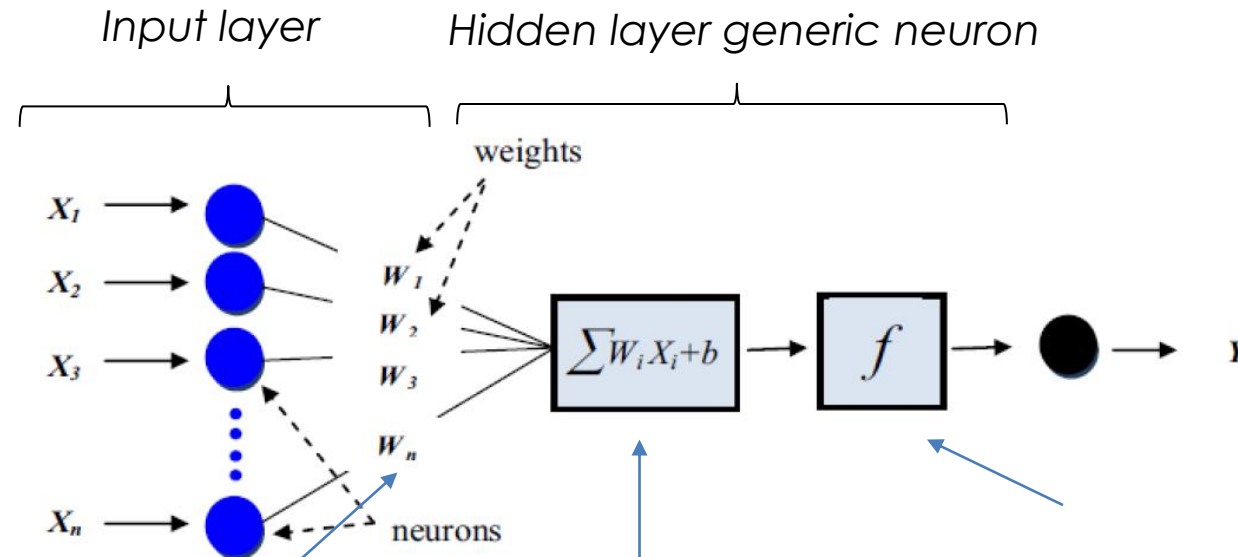 Input layer
Hidden layer generic neuron
weights
X₁
X₂
X₃
Xₙ
W₁
W₂
W₃
Wₙ
∑WᵢXᵢ+b
f
Y
neurons